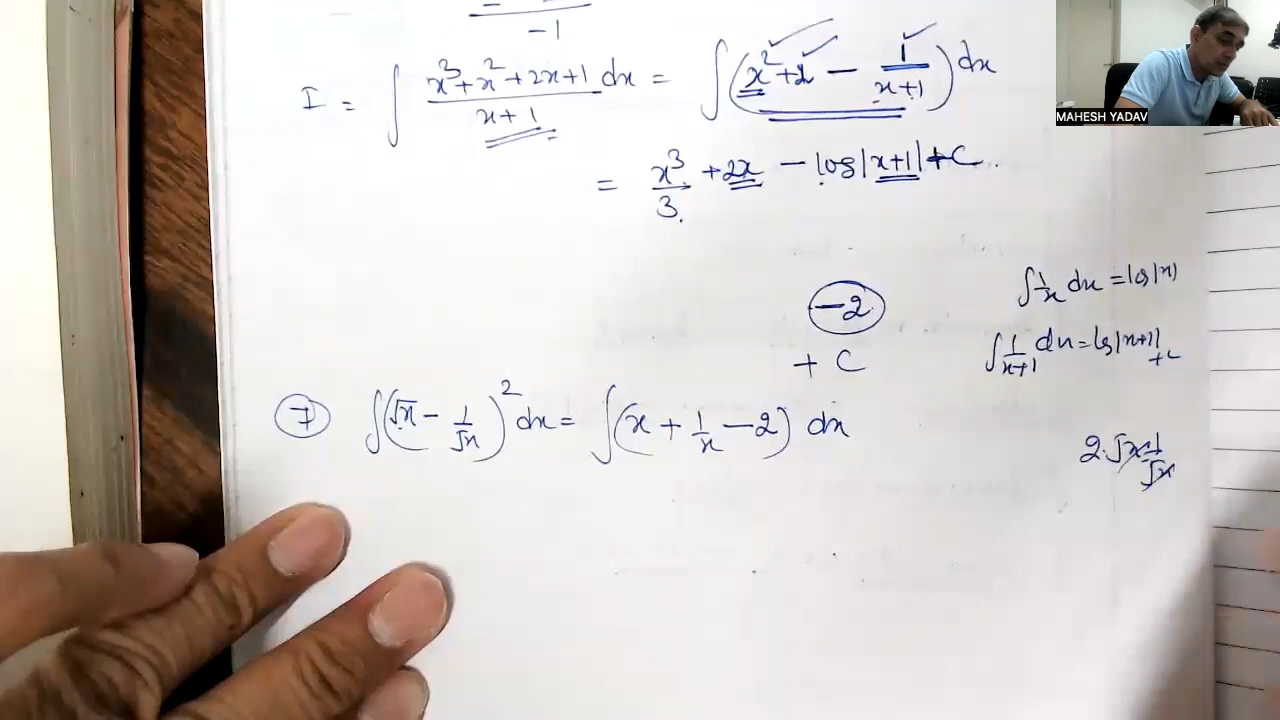 -1
I = ∫ x³+x²+2x+1 / x+1 dx = ∫(x²+2 - 1/x+1) dx
= x³/3 + 2x - log|x+1| + C
-2
+ C
∫1/x dx = log|x|
∫1/x+1 dx = log|x+1| + c
7 ∫(√x - 1/√x)² dx = ∫(x + 1/x - 2) dx
2·√x·1/√x
MAHESH YADAV